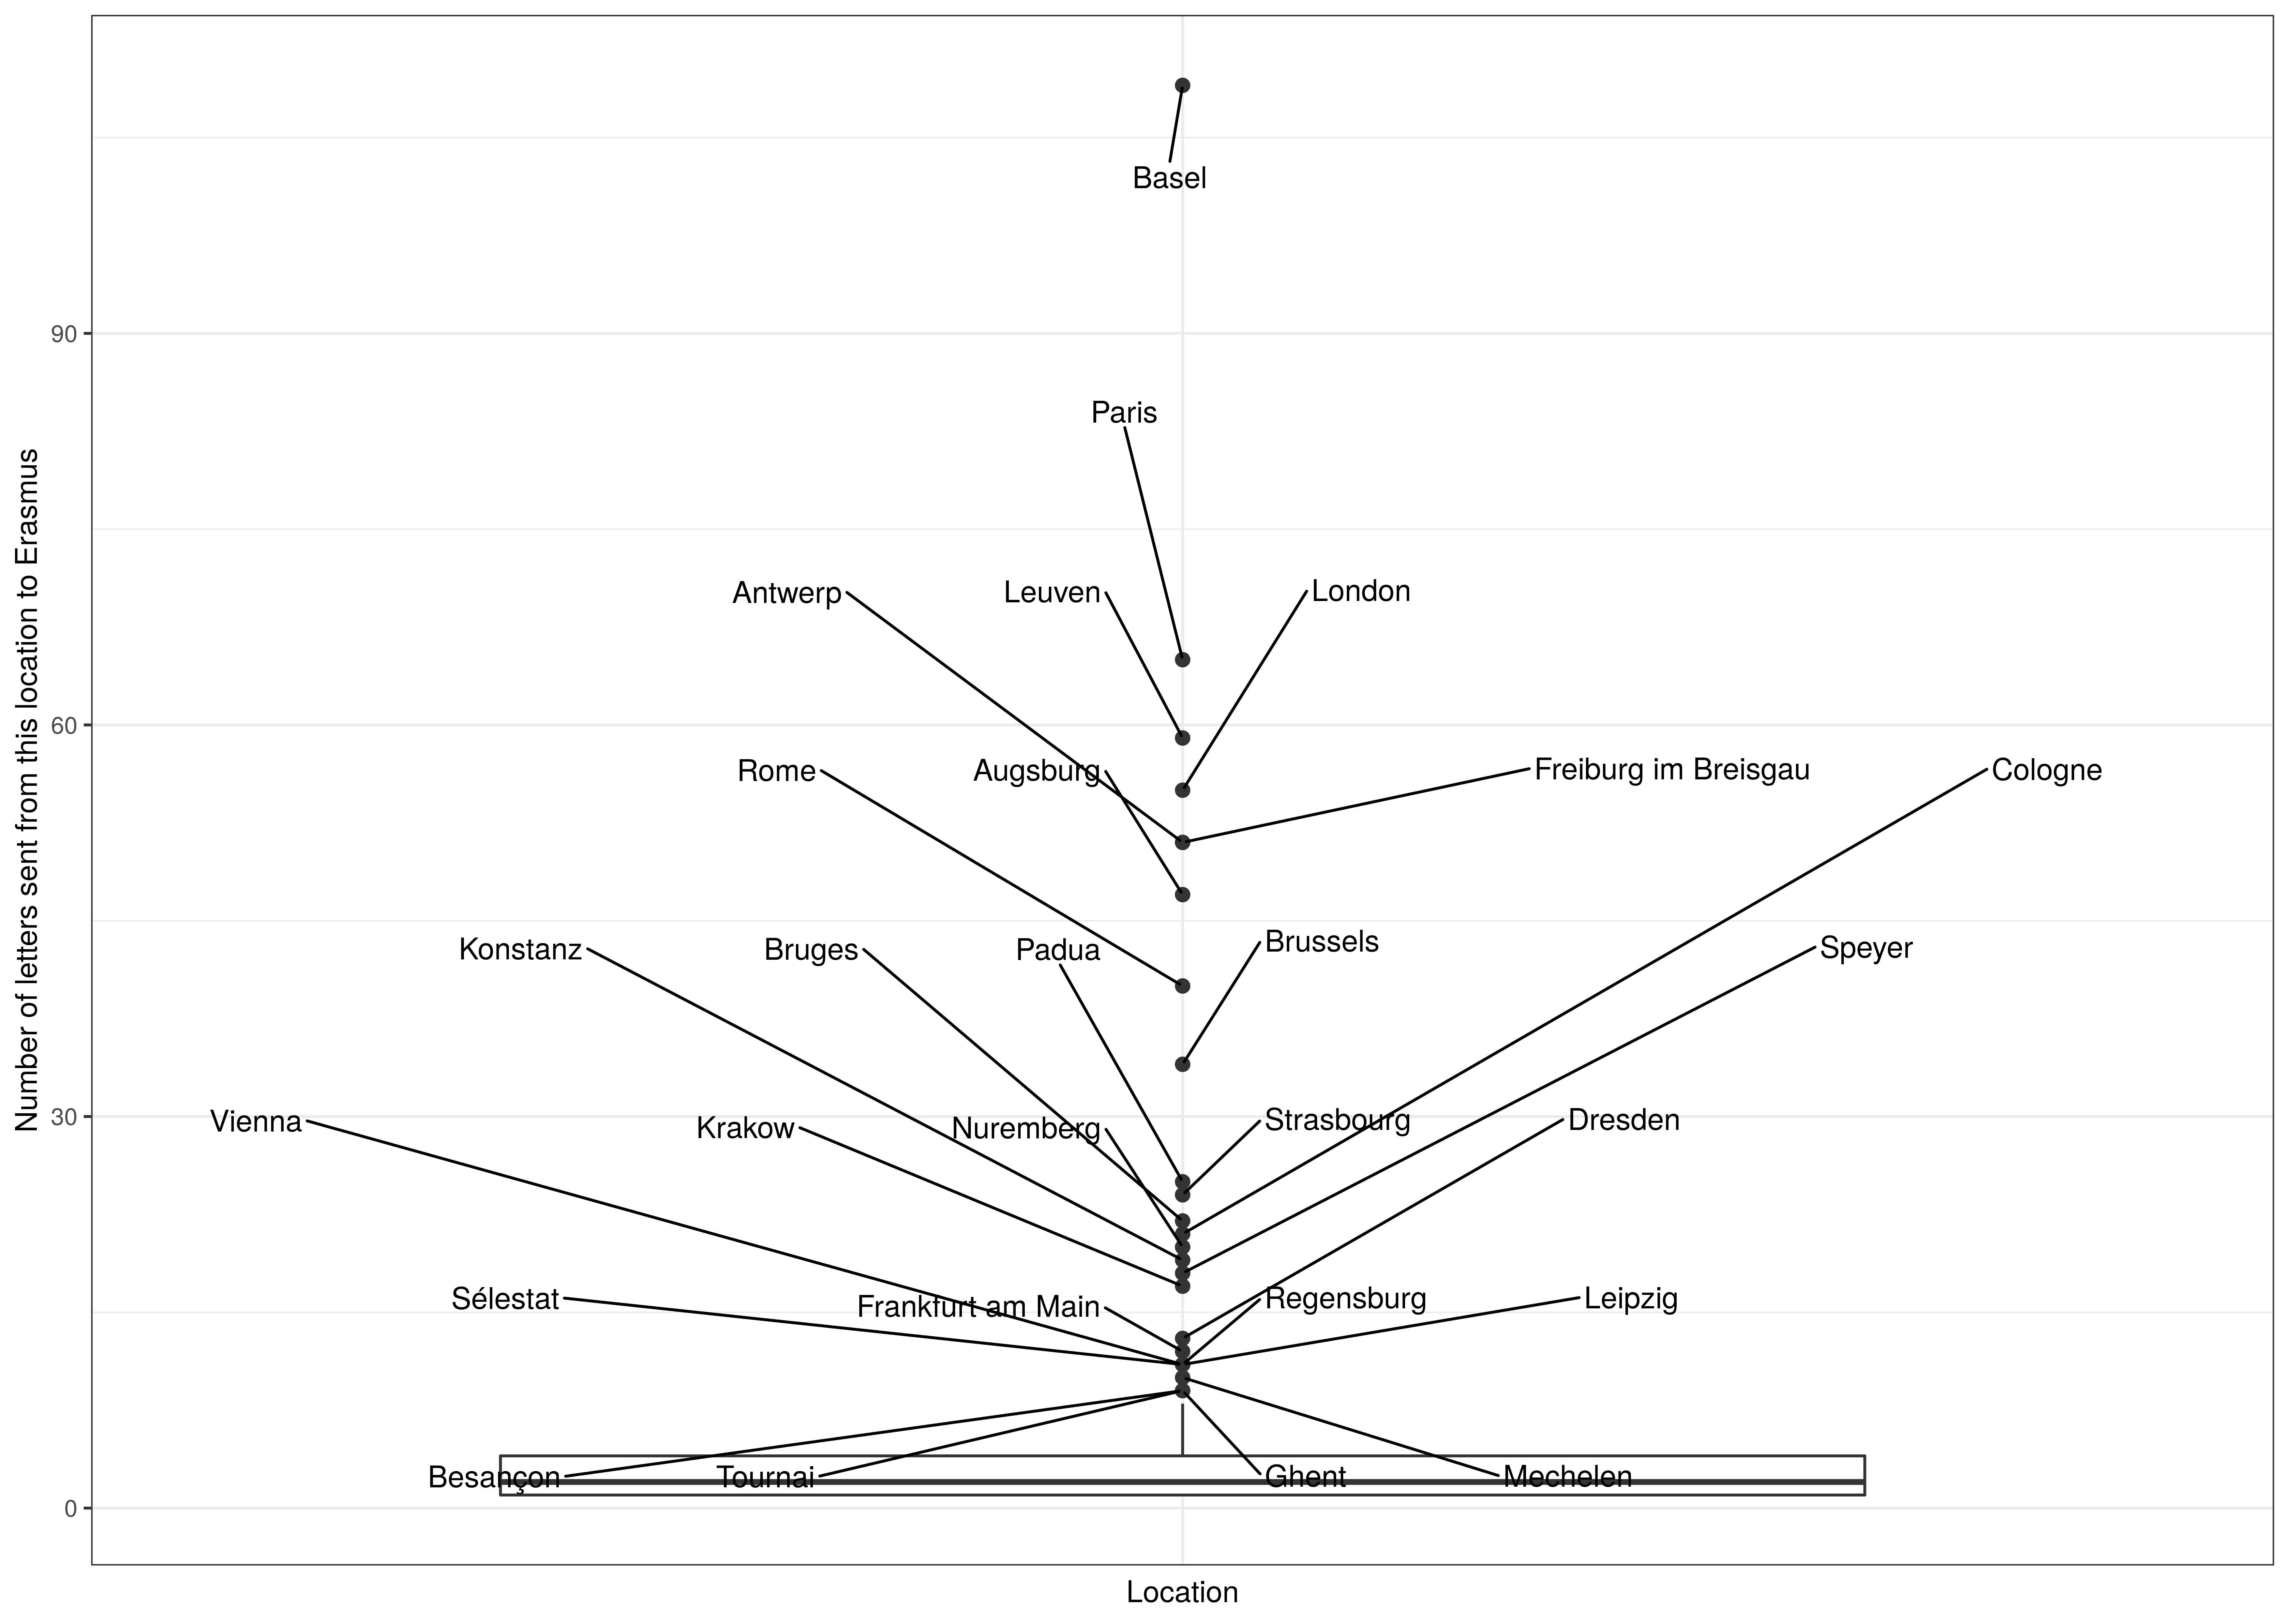 Number of letters sent from this location to Erasmus
90
60
30
0
Basel
Paris
Antwerp
Leuven
London
Rome
Augsburg
Freiburg im Breisgau
Cologne
Konstanz
Bruges
Padua
Brussels
Speyer
Vienna
Krakow
Nuremberg
Strasbourg
Dresden
Sélestat
Frankfurt am Main
Regensburg
Leipzig
Besançon
Tournai
Ghent
Mechelen
Location